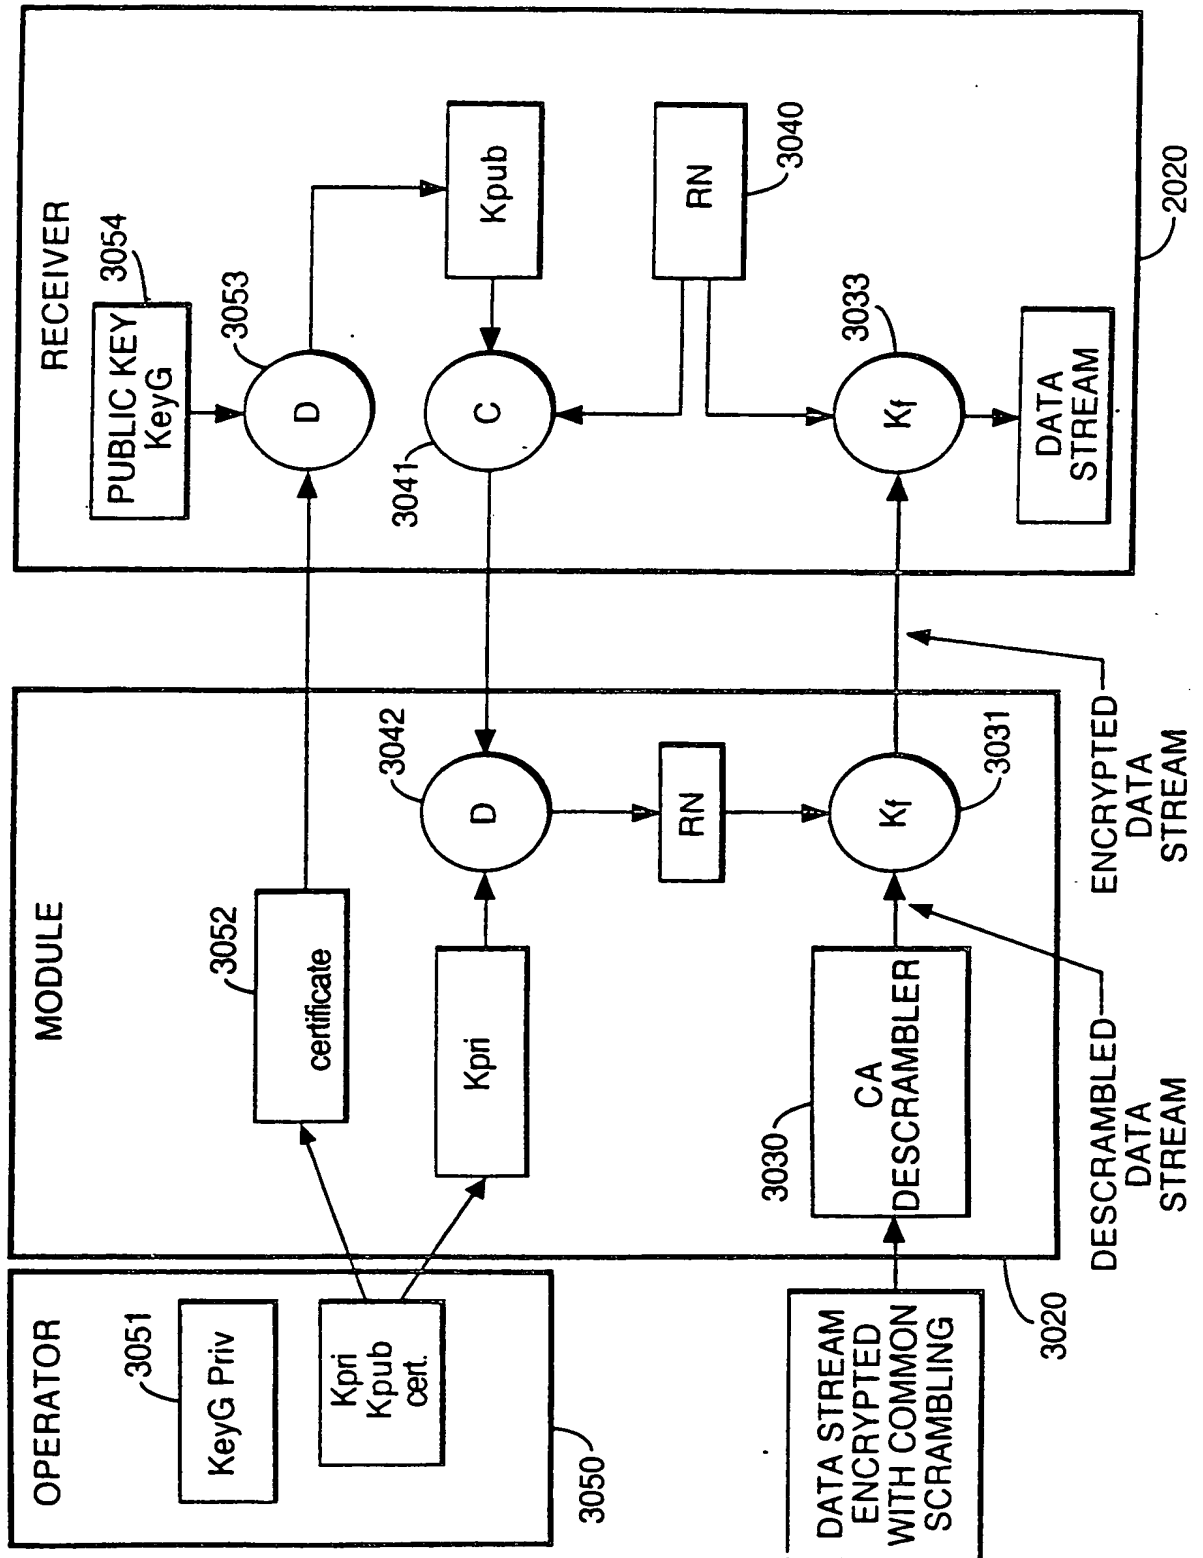 OPERATOR
3051
KeyG Priv
Kpri
Kpub
cert.
3050
DATA STREAM
ENCRYPTED
WITH COMMON
SCRAMBLING
MODULE
3052
certificate
Kpri
3042
D
RN
3030
CA
DESCRAMBLER
Kf
3031
3020
DESCRAMBLED
DATA
STREAM
ENCRYPTED
DATA
STREAM
RECEIVER
PUBLIC KEY
KeyG
3054
3053
D
Kpub
3041
C
RN
3040
3033
Kf
DATA
STREAM
2020